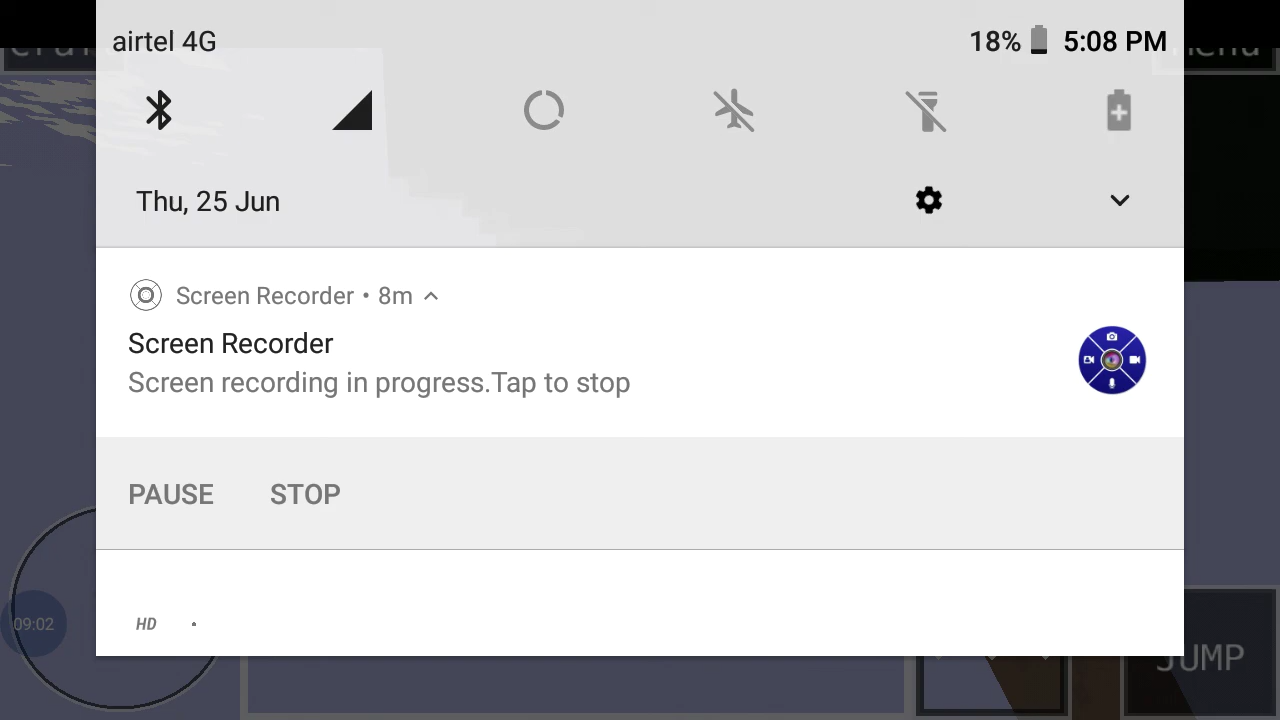 airtel 4G
18% 5:08 PM
Thu, 25 Jun
Screen Recorder • 8m
Screen Recorder
Screen recording in progress.Tap to stop
PAUSE STOP
HD
09:02
JUMP